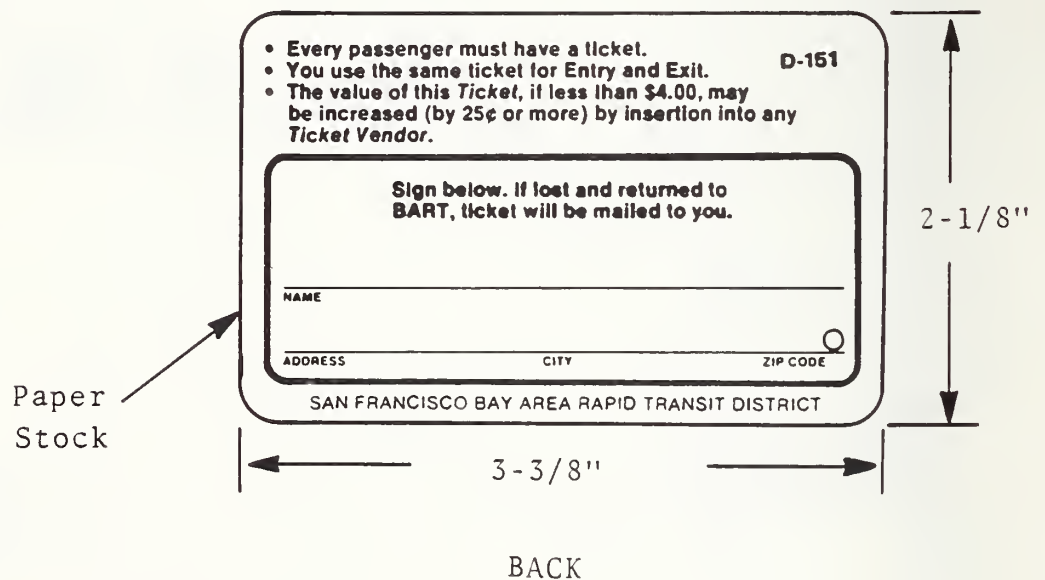 • Every passenger must have a ticket.
D-151
• You use the same ticket for Entry and Exit.
• The value of this Ticket, if less than $4.00, may
be increased (by 25¢ or more) by insertion into any
Ticket Vendor.
Sign below. If lost and returned to
BART, ticket will be mailed to you.
2-1/8"
NAME
ADDRESS CITY ZIP CODE
Paper
Stock
SAN FRANCISCO BAY AREA RAPID TRANSIT DISTRICT
3-3/8"
BACK